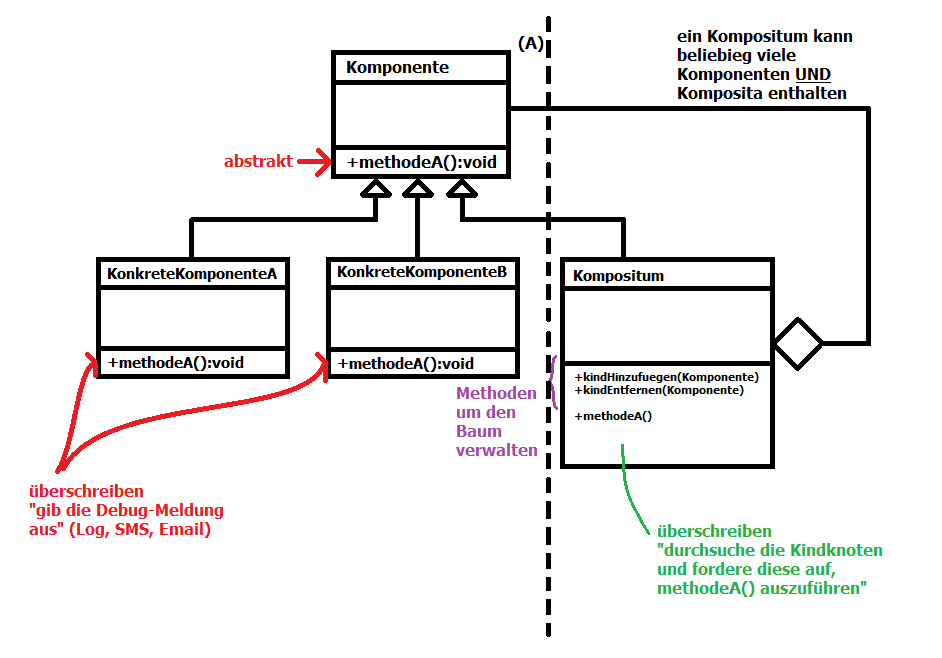 (A)
ein Kompositum kann
beliebieg viele
Komponenten UND
Komposita enthalten
Komponente
abstrakt
+methodeA():void
KonkreteKomponenteA
+methodeA():void
KonkreteKomponenteB
+methodeA():void
Kompositum
+kindHinzufuegen(Komponente)
+kindEntfernen(Komponente)
+methodeA()
Methoden
um den
Baum
verwalten
überschreiben
"gib die Debug-Meldung
aus" (Log, SMS, Email)
überschreiben
"durchsuche die Kindknoten
und fordere diese auf,
methodeA() auszuführen"